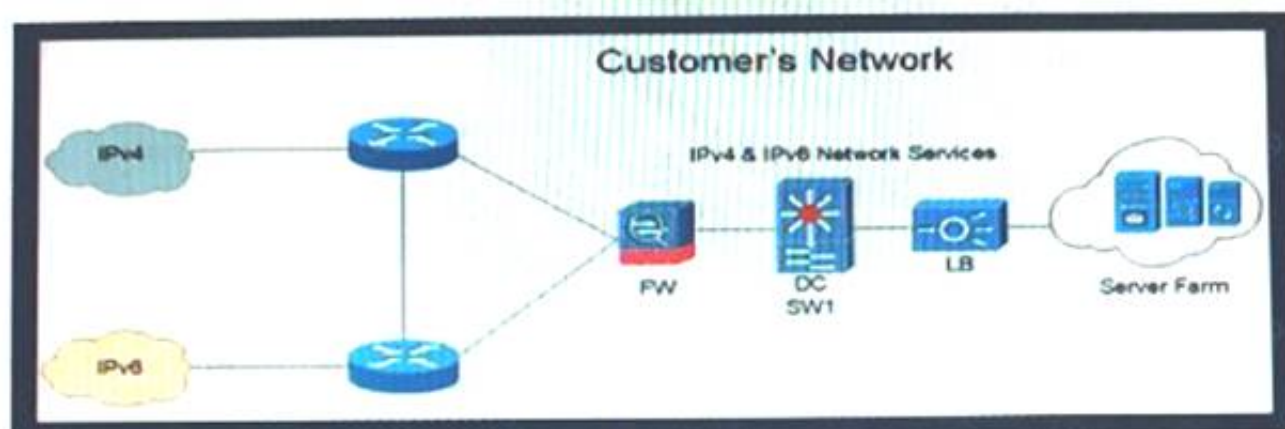 Customer's Network
IPv4
IPv4 & IPv6 Network Services
FW
DC
SW1
LB
Server Farm
IPv6